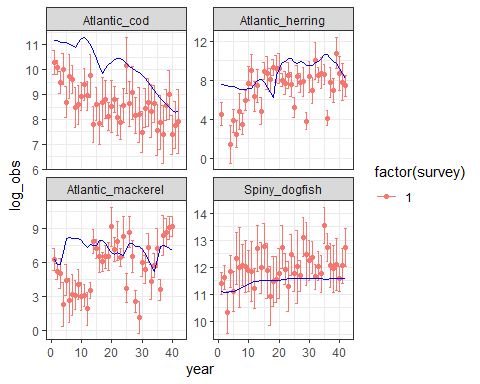 Atlantic_cod
Atlantic_herring
11
10
9
8
7
6
12
8
4
0
Atlantic_mackerel
Spiny_dogfish
9
6
3
0
14
13
12
11
10
0 10 20 30 40
0 10 20 30 40
year
log_obs
factor(survey)
1